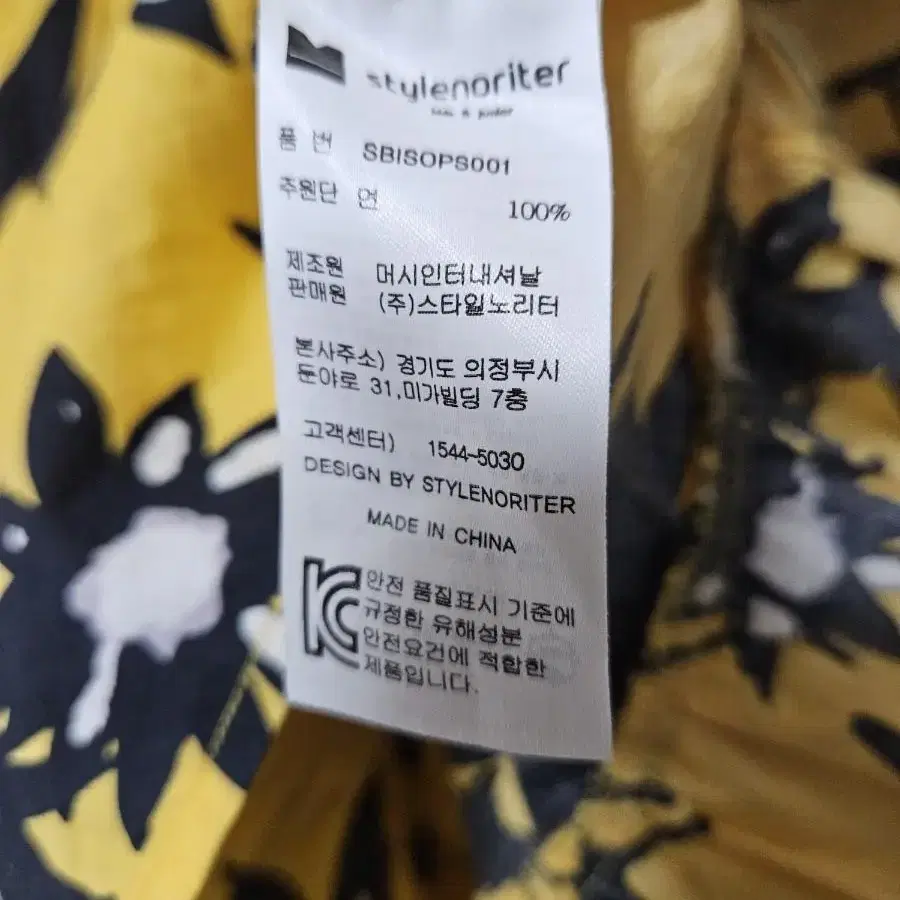 stylenoriter
품 번 SBISOPS001
주원단 면 100%
제조원 머시인터내셔날
판매원 (주)스타일노리터
본사주소) 경기도 의정부시
둔야로 31,미가빌딩 7층
고객센터) 1544-5030
DESIGN BY STYLENORITER
MADE IN CHINA
안전 품질표시 기준에
규정한 유해성분
안전요건에 적합한
제품입니다.